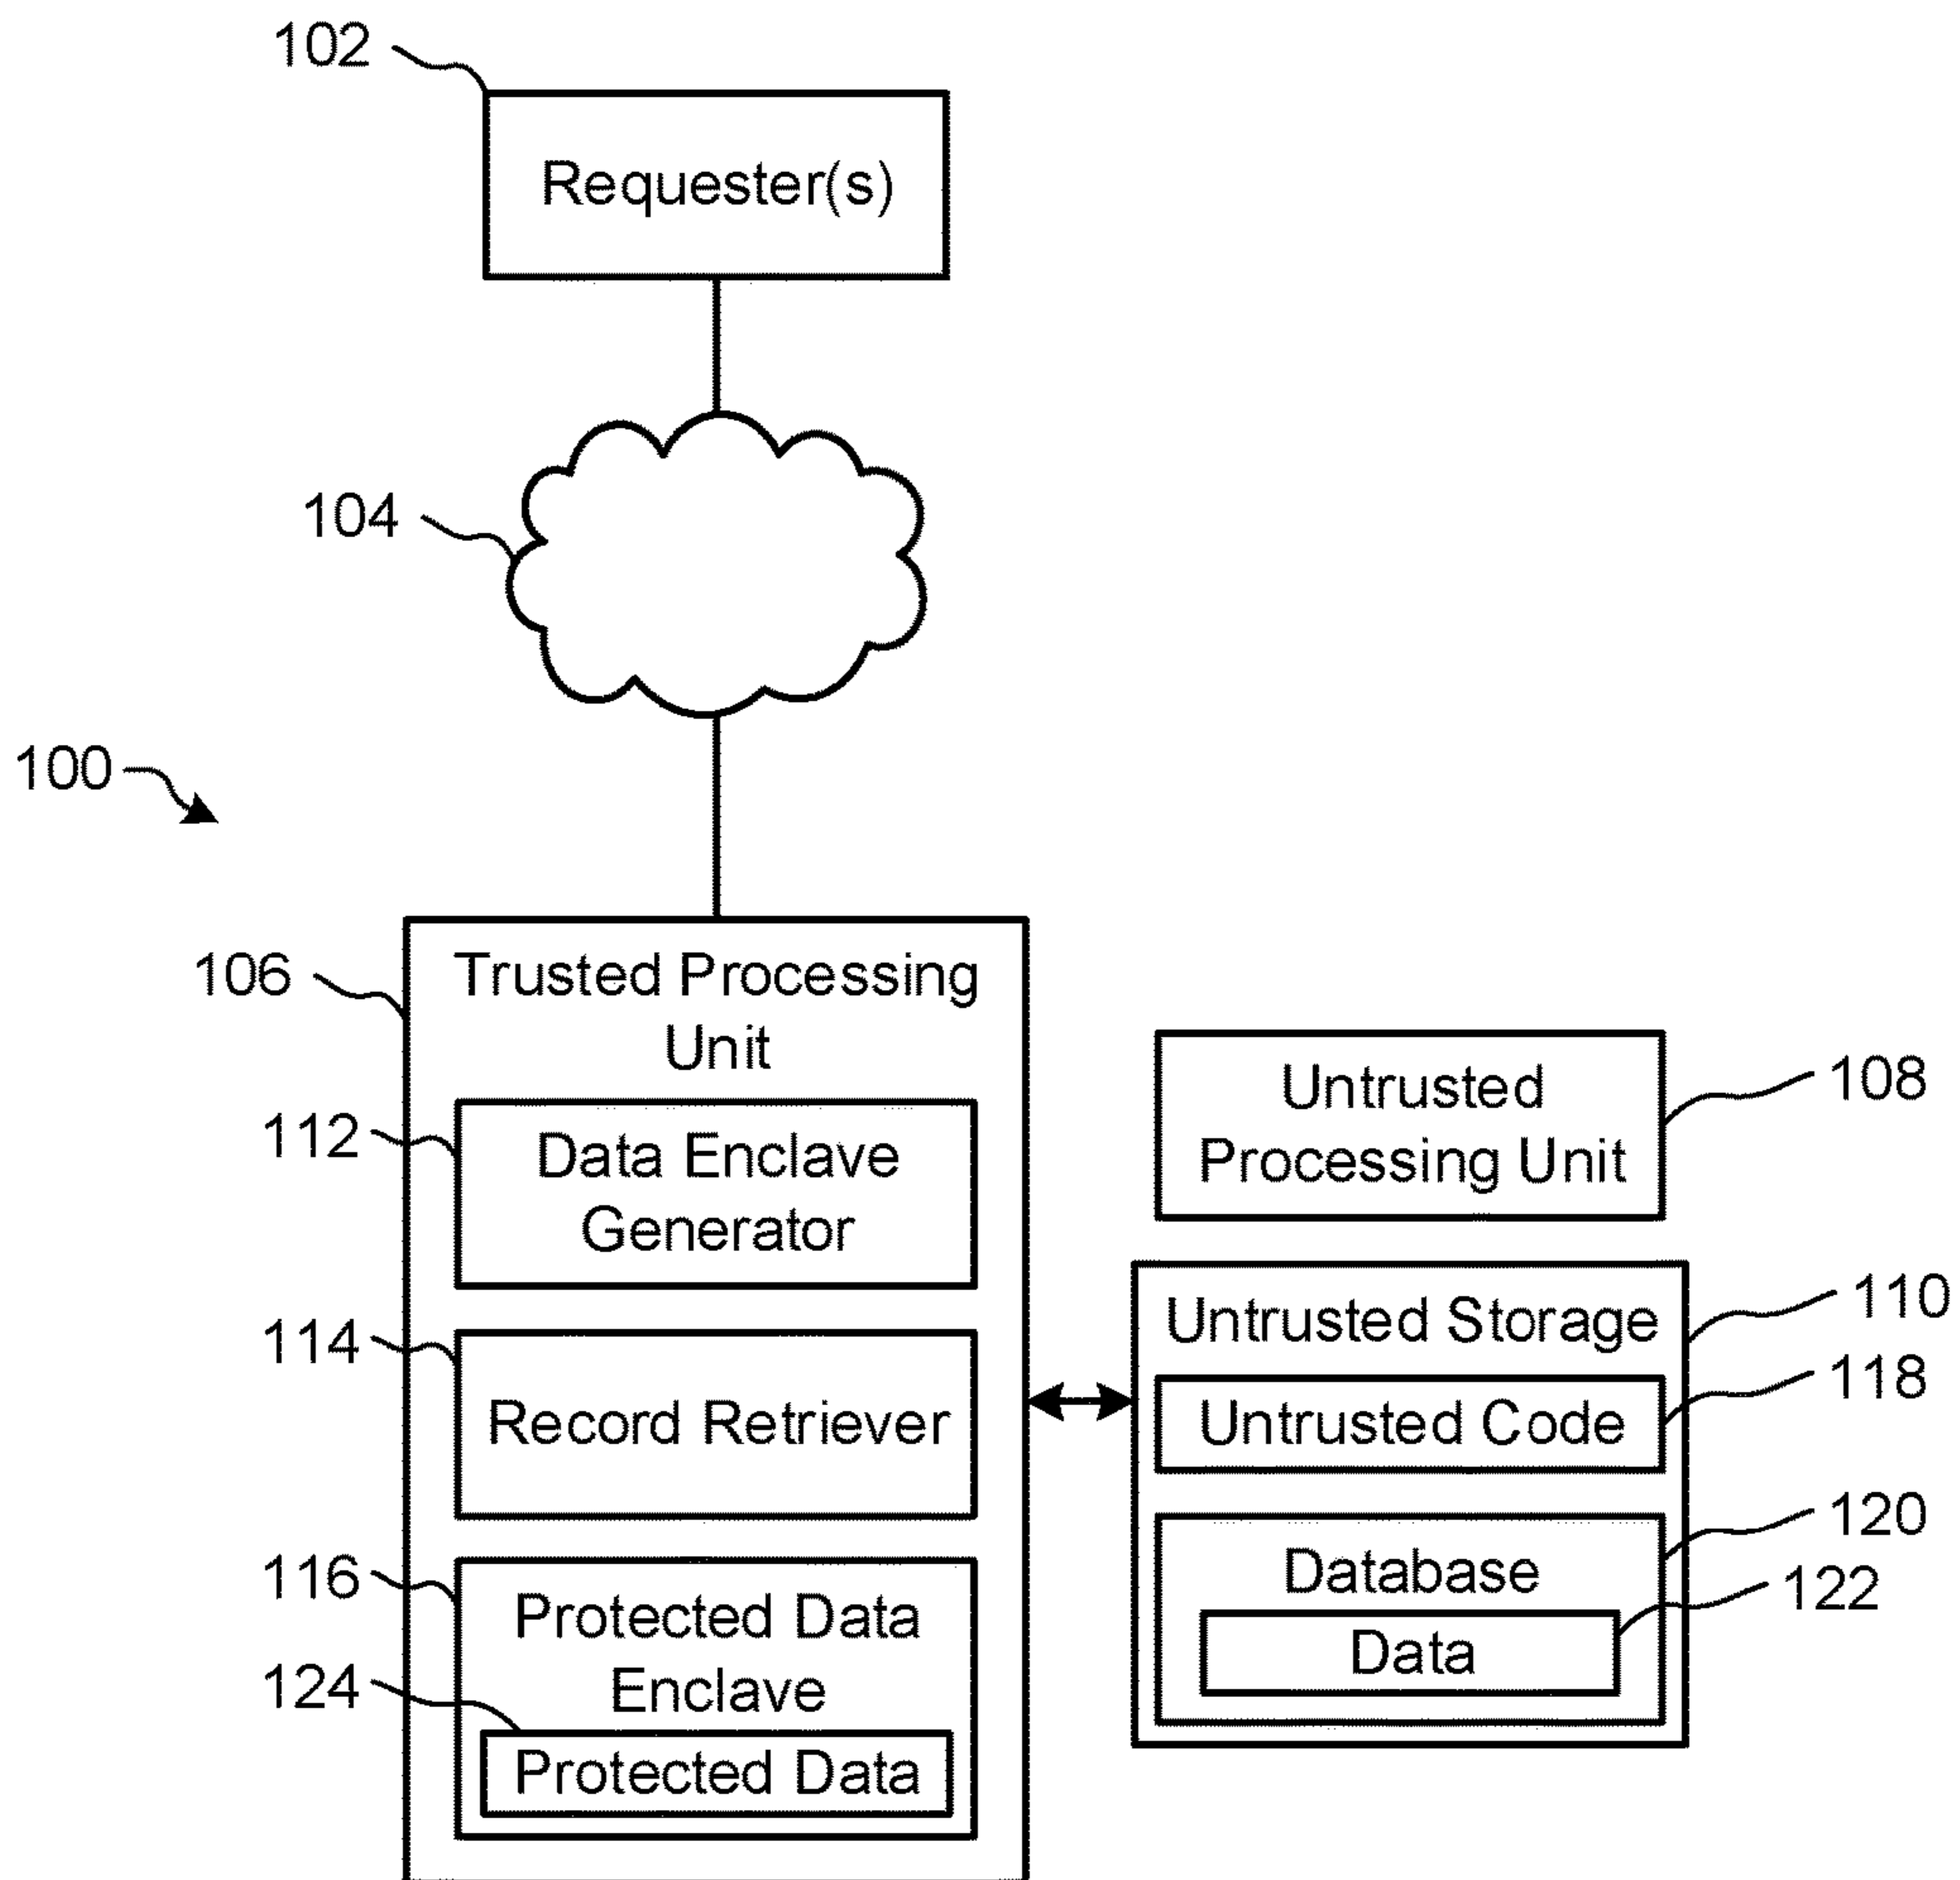 102
Requester(s)
104
100
106
Trusted Processing
Unit
112
Data Enclave
Generator
114
Record Retriever
116
Protected Data
Enclave
124
Protected Data
Untrusted
Processing Unit
108
Untrusted Storage
110
Untrusted Code
118
Database
120
Data
122